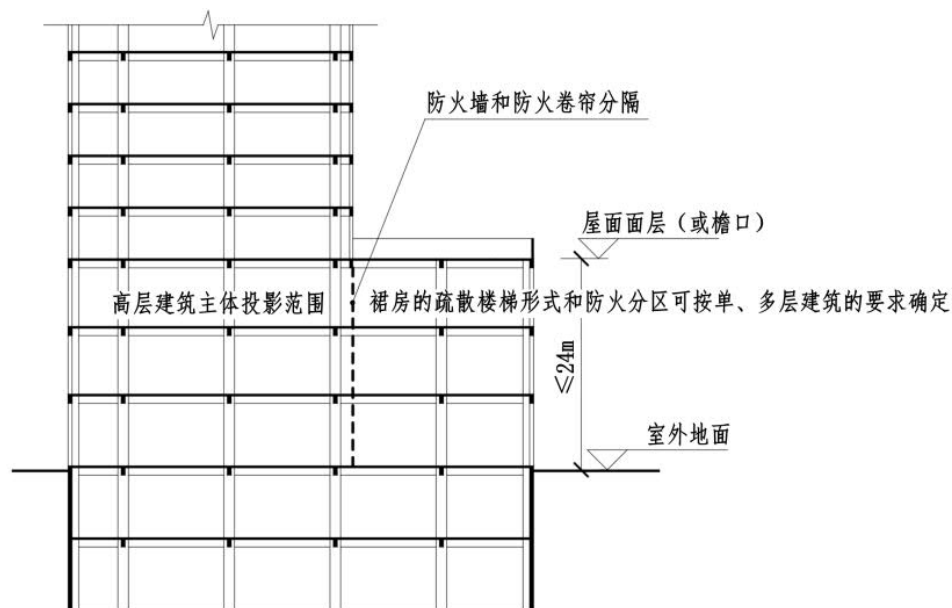 防火墙和防火卷帘分隔
屋面面层（或檐口）
高层建筑主体投影范围
裙房的疏散楼梯形式和防火分区可按单、多层建筑的要求确定
≤24m
室外地面